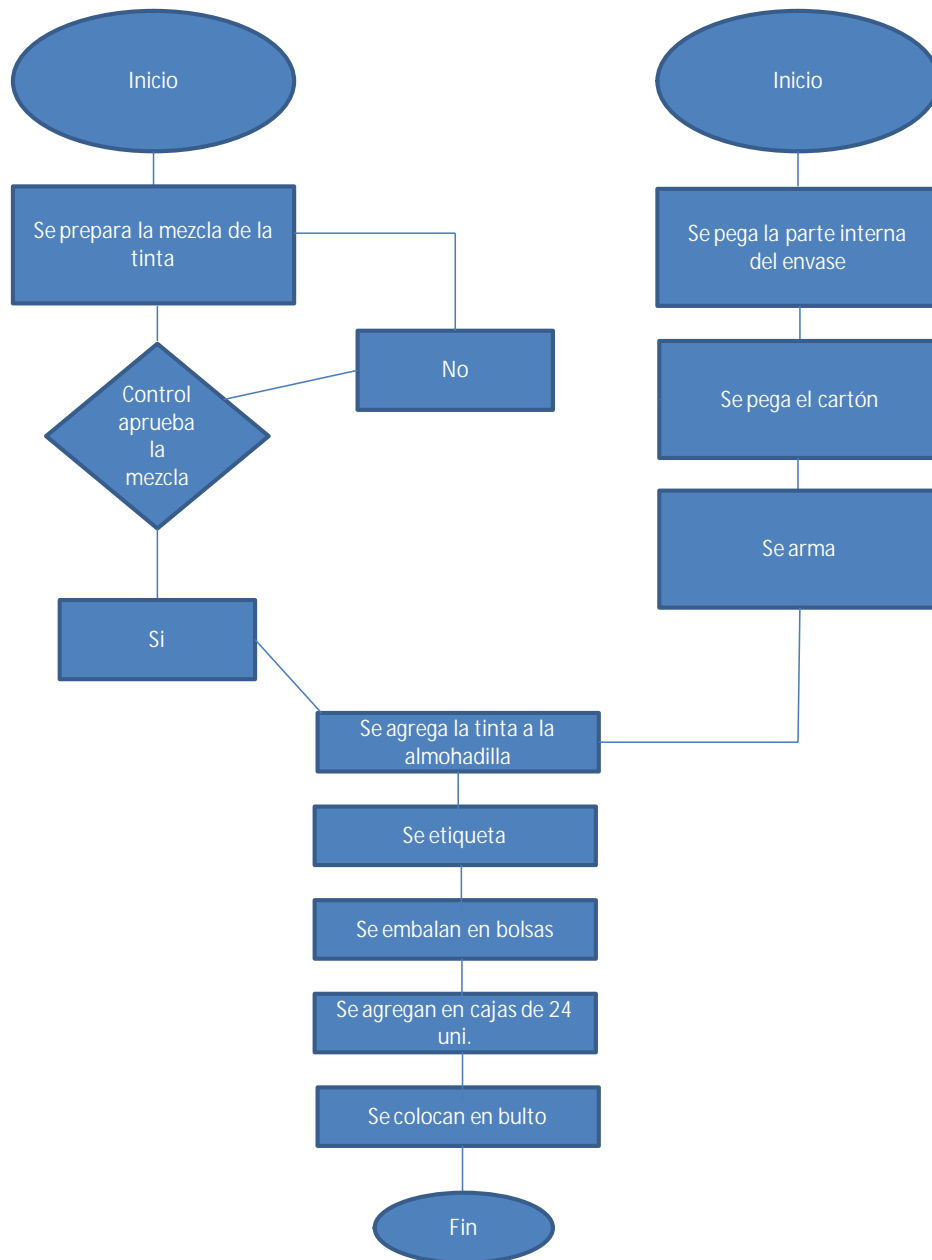 Inicio
Se prepara la mezcla de la
tinta
Control
aprueba
la
mezcla
No
Si
Inicio
Se pega la parte interna
del envase
Se pega el cartón
Se arma
Se agrega la tinta a la
almohadilla
Se etiqueta
Se embalan en bolsas
Se agregan en cajas de 24
uni.
Se colocan en bulto
Fin